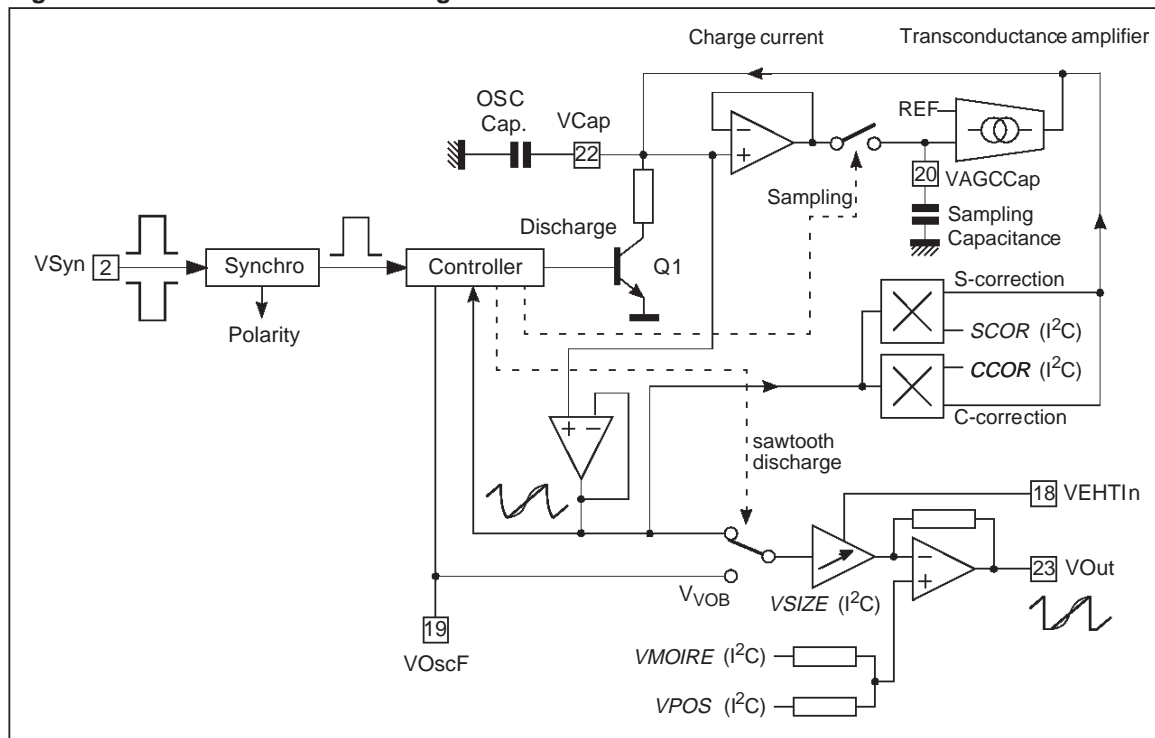 Charge current
Transconductance amplifier
OSC
Cap.
VCap
22
REF
−
+
20
VAGCCap
Sampling
Sampling
Capacitance
Discharge
VSyn
2
Synchro
Controller
Q1
Polarity
S-correction
SCOR (I²C)
CCOR (I²C)
C-correction
+ −
sawtooth
discharge
18
VEHTIn
−
+
23
VOut
V_VOB
VSIZE (I²C)
19
VOscF
VMOIRE (I²C)
VPOS (I²C)